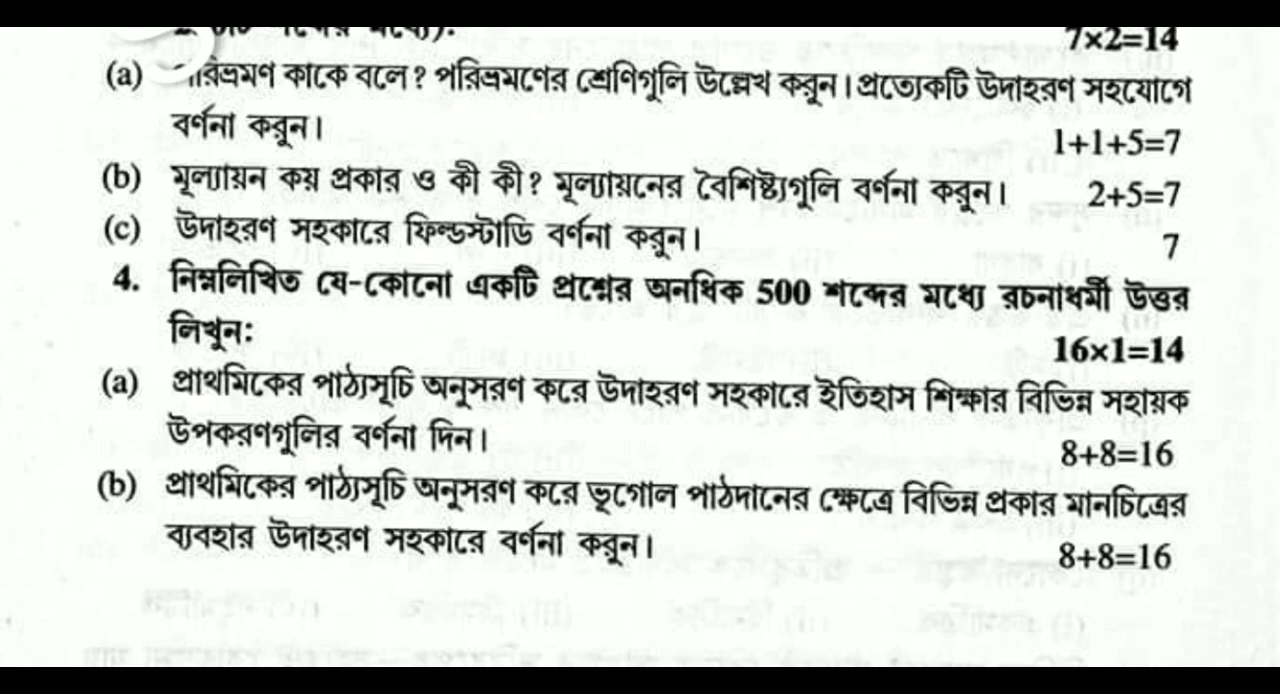 7×2=14
(a) কাকে বলে? পরিভ্রমণের শ্রেণিগুলি উল্লেখ করুন। প্রত্যেকটি উদাহরণ সহযোগে
বর্ণনা করুন। 1+1+5=7
(b) মূল্যায়ন কয় প্রকার ও কী কী? মূল্যায়নের বৈশিষ্ট্যগুলি বর্ণনা করুন। 2+5=7
(c) উদাহরণ সহকারে ফিল্ডস্টাডি বর্ণনা করুন। 7
4. নিম্নলিখিত যে-কোনো একটি প্রশ্নের অনধিক 500 শব্দের মধ্যে রচনাধর্মী উত্তর
লিখুন: 16×1=14
(a) প্রাথমিকের পাঠ্যসূচি অনুসরণ করে উদাহরণ সহকারে ইতিহাস শিক্ষার বিভিন্ন সহায়ক
উপকরণগুলির বর্ণনা দিন। 8+8=16
(b) প্রাথমিকের পাঠ্যসূচি অনুসরণ করে ভূগোল পাঠদানের ক্ষেত্রে বিভিন্ন প্রকার মানচিত্রের
ব্যবহার উদাহরণ সহকারে বর্ণনা করুন। 8+8=16